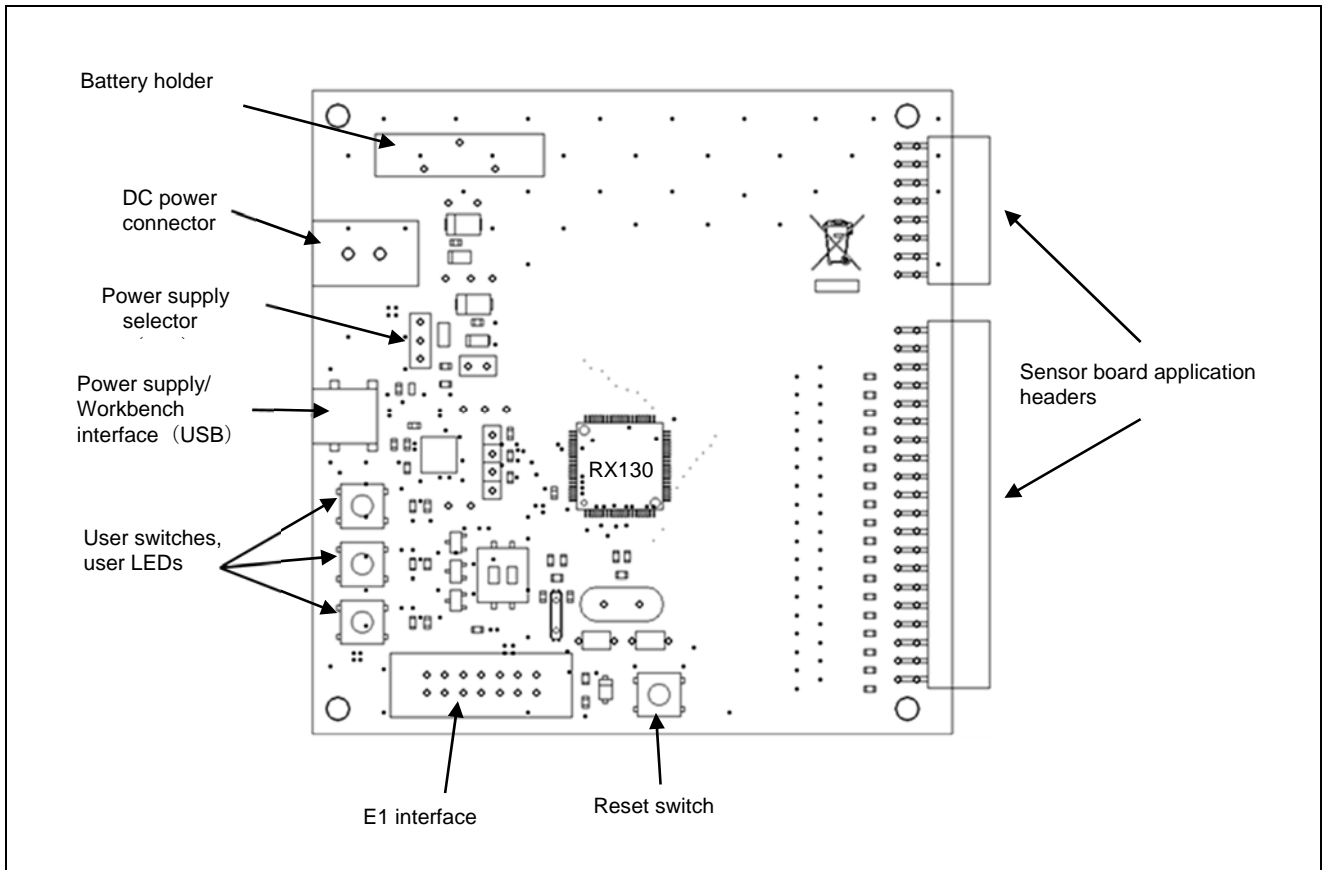 Battery holder
DC power
connector
Power supply
selector
Power supply/
Workbench
interface（USB）
User switches,
user LEDs
E1 interface
Reset switch
RX130
Sensor board application
headers